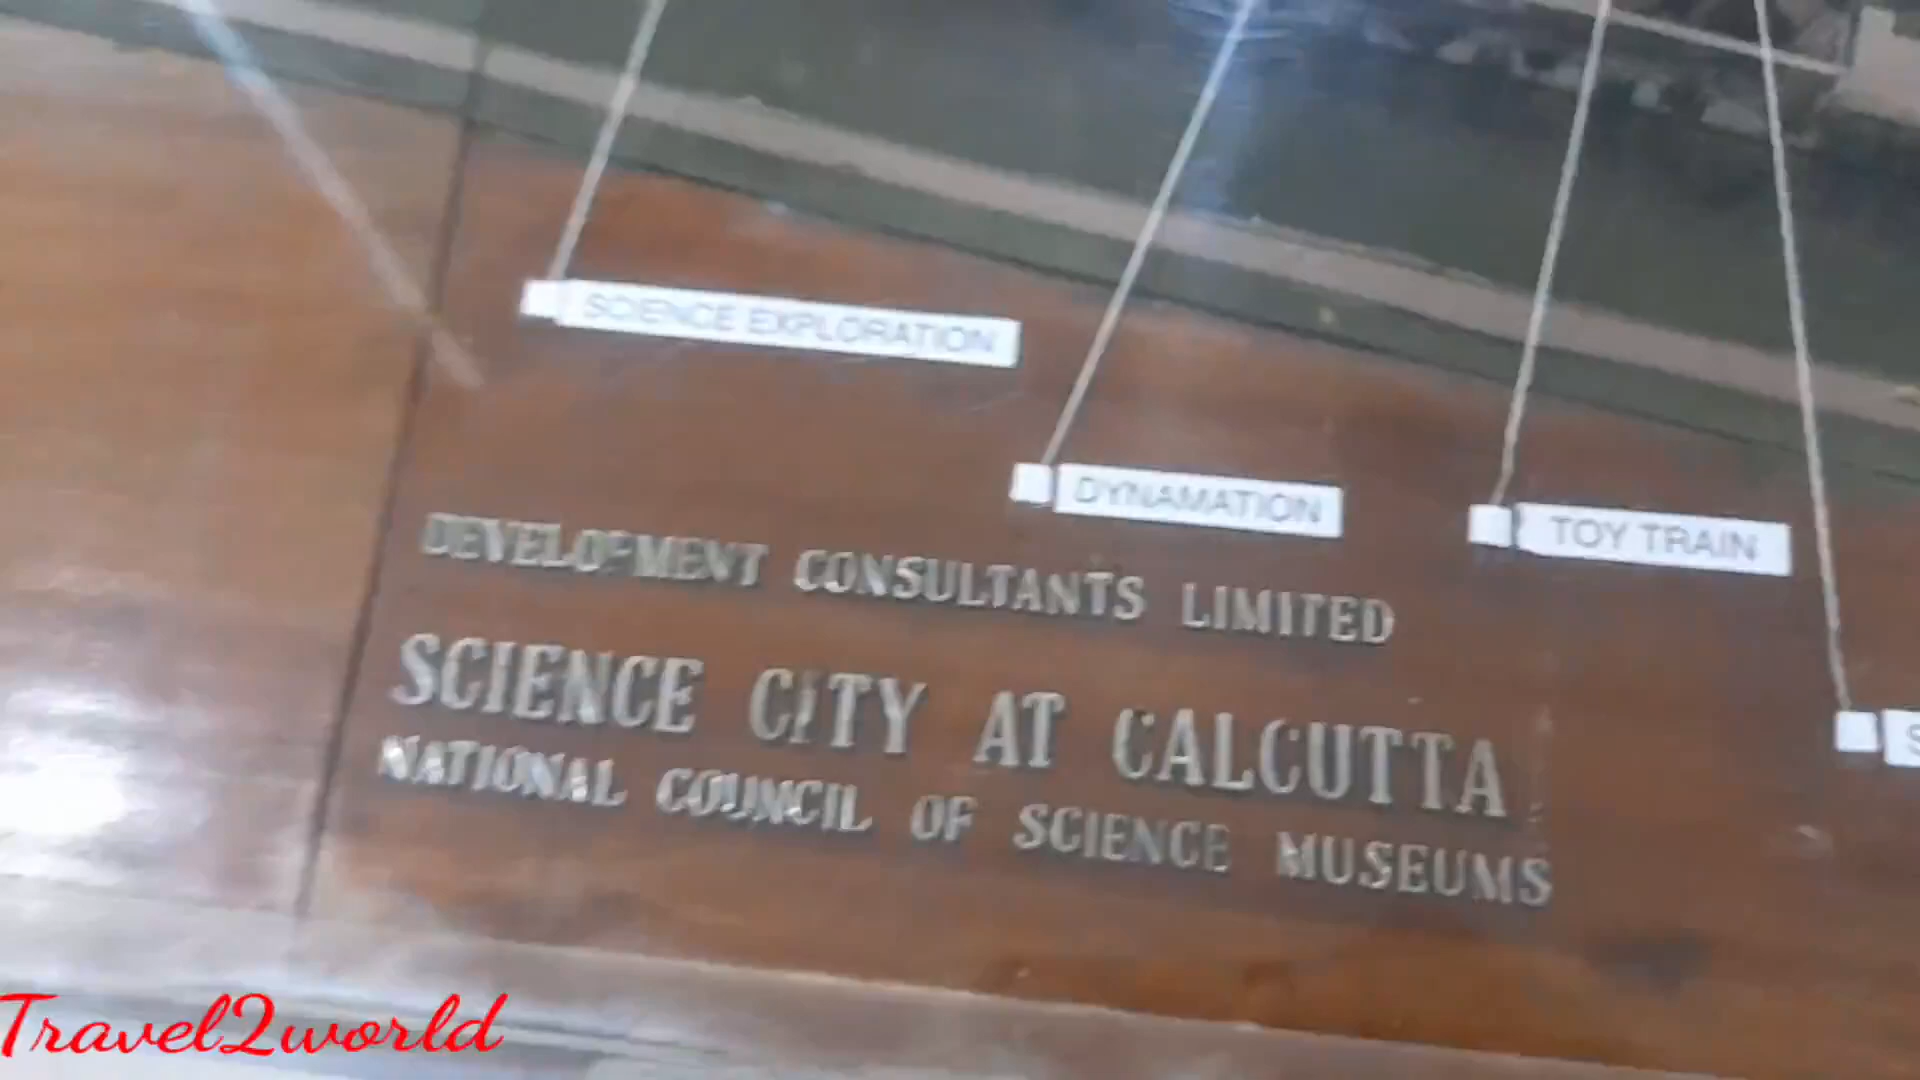 SCIENCE EXPLORATION
DYNAMATION
TOY TRAIN
S
DEVELOPMENT CONSULTANTS LIMITED
SCIENCE CITY AT CALCUTTA
NATIONAL COUNCIL OF SCIENCE MUSEUMS
Travel2world